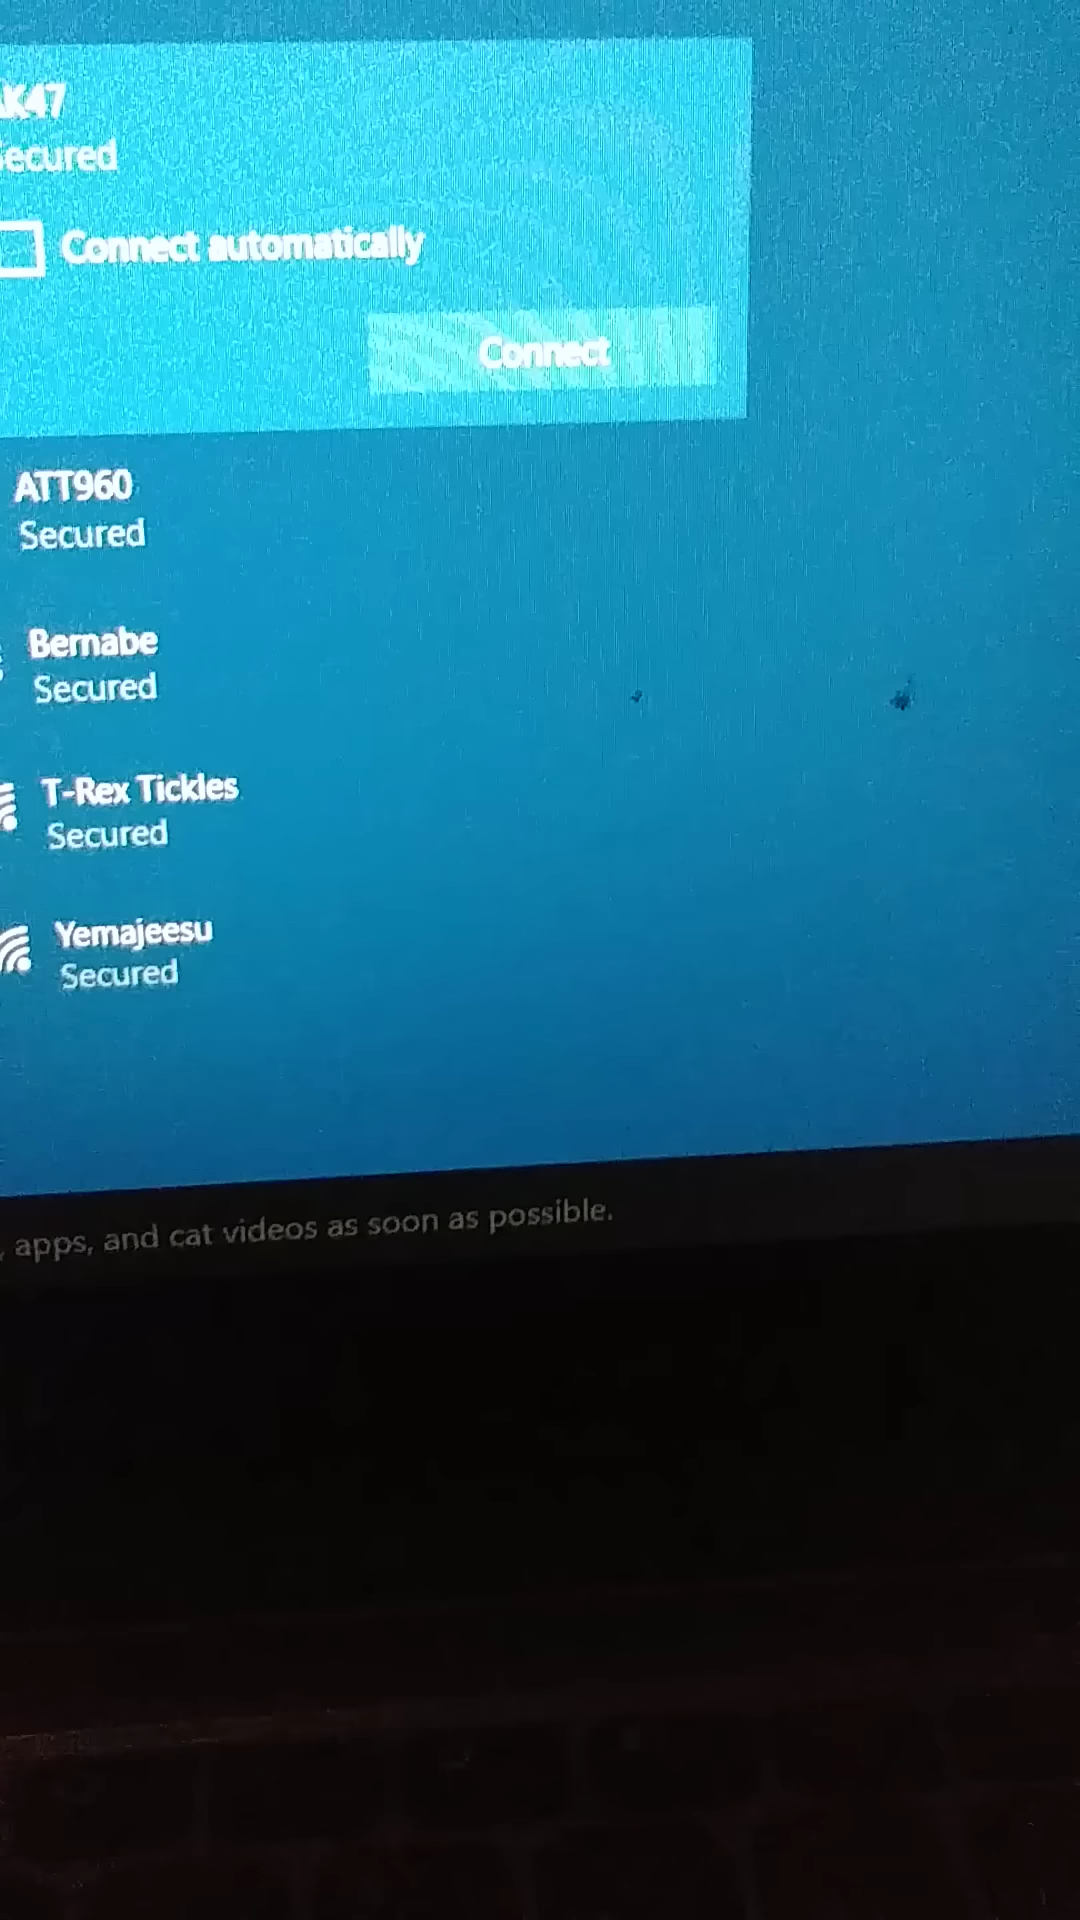 K47
Secured
Connect automatically
Connect
ATT960
Secured
Bernabe
Secured
T-Rex Tickles
Secured
Yemajeesu
Secured
, apps, and cat videos as soon as possible.